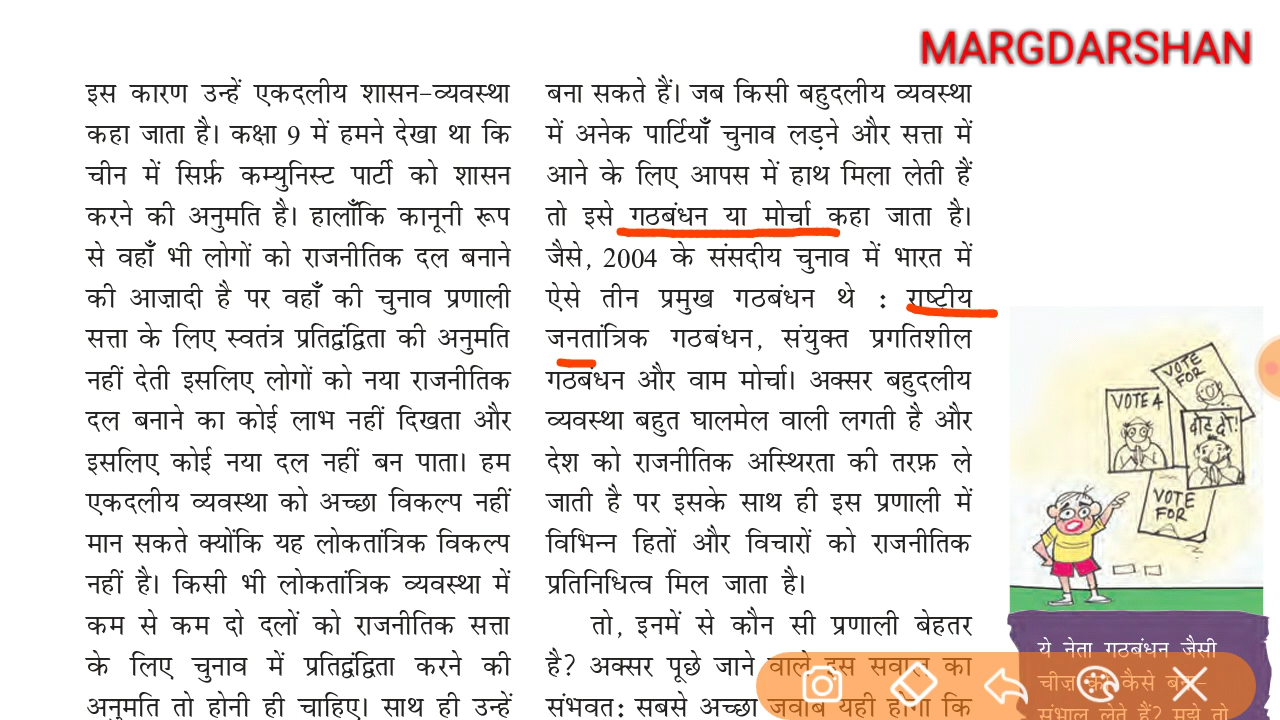 MARGDARSHAN
इस कारण उन्हें एकदलीय शासन-व्यवस्था
कहा जाता है। कक्षा 9 में हमने देखा था कि
चीन में सिर्फ़ कम्युनिस्ट पार्टी को शासन
करने की अनुमति है। हालाँकि कानूनी रूप
से वहाँ भी लोगों को राजनीतिक दल बनाने
की आज़ादी है पर वहाँ की चुनाव प्रणाली
सत्ता के लिए स्वतंत्र प्रतिद्वंद्विता की अनुमति
नहीं देती इसलिए लोगों को नया राजनीतिक
दल बनाने का कोई लाभ नहीं दिखता और
इसलिए कोई नया दल नहीं बन पाता। हम
एकदलीय व्यवस्था को अच्छा विकल्प नहीं
मान सकते क्योंकि यह लोकतांत्रिक विकल्प
नहीं है। किसी भी लोकतांत्रिक व्यवस्था में
कम से कम दो दलों को राजनीतिक सत्ता
के लिए चुनाव में प्रतिद्वंद्विता करने की
अनुमति तो होनी ही चाहिए। साथ ही उन्हें
बना सकते हैं। जब किसी बहुदलीय व्यवस्था
में अनेक पार्टियाँ चुनाव लड़ने और सत्ता में
आने के लिए आपस में हाथ मिला लेती हैं
तो इसे गठबंधन या मोर्चा कहा जाता है।
जैसे, 2004 के संसदीय चुनाव में भारत में
ऐसे तीन प्रमुख गठबंधन थे : राष्टीय
जनतांत्रिक गठबंधन, संयुक्त प्रगतिशील
गठबंधन और वाम मोर्चा। अक्सर बहुदलीय
व्यवस्था बहुत घालमेल वाली लगती है और
देश को राजनीतिक अस्थिरता की तरफ़ ले
जाती है पर इसके साथ ही इस प्रणाली में
विभिन्न हितों और विचारों को राजनीतिक
प्रतिनिधित्व मिल जाता है।
तो, इनमें से कौन सी प्रणाली बेहतर
है? अक्सर पूछे जाने वाले इस सवाल का
संभवत: सबसे अच्छा जवाब यही होगा कि
VOTE FOR
VOTE 4
वोट दो!
VOTE FOR
ये नेता गठबंधन जैसी
चीज़ को कैसे बना-
संभाल लेते हैं? मुझे तो